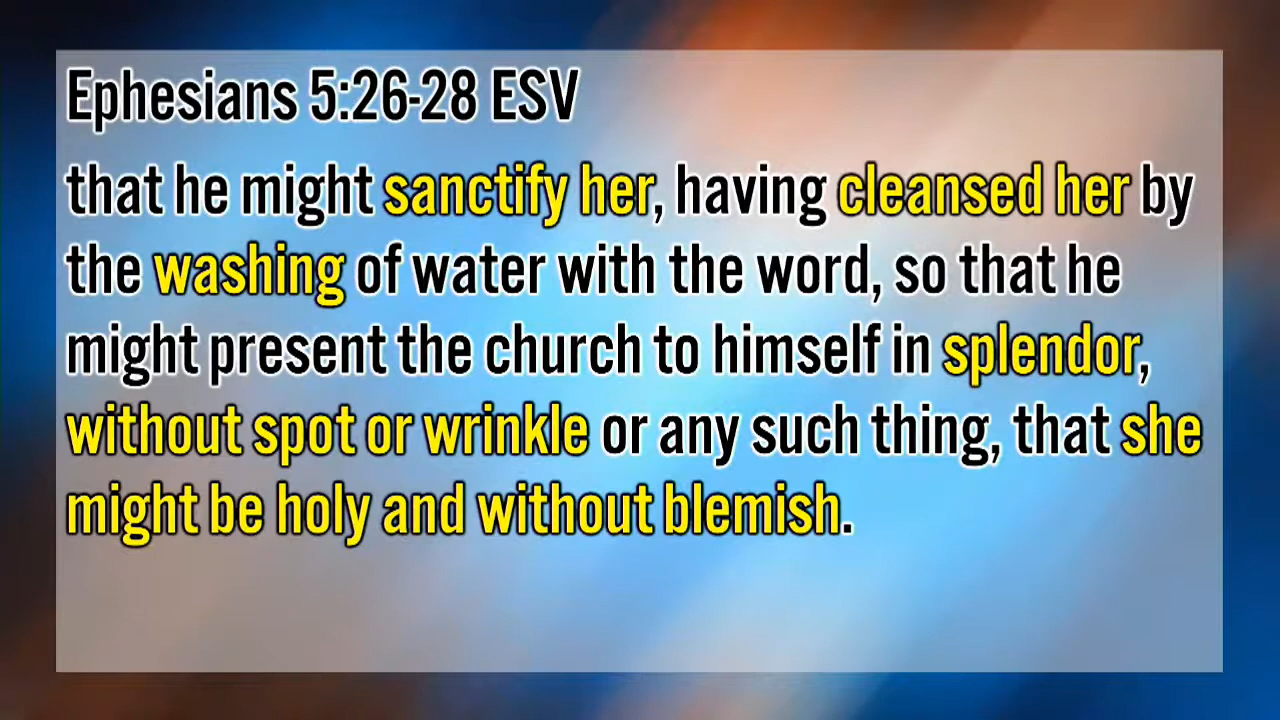 Ephesians 5:26-28 ESV
that he might sanctify her, having cleansed her by
the washing of water with the word, so that he
might present the church to himself in splendor,
without spot or wrinkle or any such thing, that she
might be holy and without blemish.